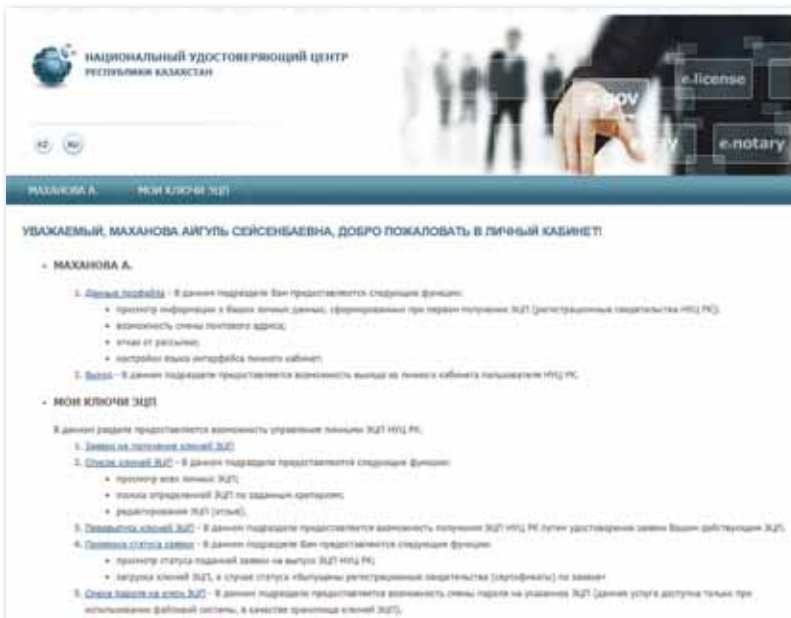 НАЦИОНАЛЬНЫЙ УДОСТОВЕРЯЮЩИЙ ЦЕНТР
РЕСПУБЛИКИ КАЗАХСТАН
e-license
e-gov
e-notary
KZ RU
МАХАНОВА А. МОИ КЛЮЧИ ЭЦП
УВАЖАЕМЫЙ, МАХАНОВА АЙГУЛЬ СЕЙСЕНБАЕВНА, ДОБРО ПОЖАЛОВАТЬ В ЛИЧНЫЙ КАБИНЕТ!
• МАХАНОВА А.
1. Данные профайла - В данном подразделе Вам предоставляются следующие функции:
• просмотр информации о Ваших личных данных, сформированных при первом получении ЭЦП (регистрационные свидетельства НУЦ РК);
• возможность смены почтового адреса;
• отказ от рассылки;
• настройки языка интерфейса личного кабинет;
2. Выход - В данном подразделе предоставляется возможность выхода из личного кабинета пользователя НУЦ РК.
• МОИ КЛЮЧИ ЭЦП
В данном разделе предоставляется возможность управление личными ЭЦП НУЦ РК.
1. Заявки на получение ключей ЭЦП
2. Список ключей ЭЦП - В данном подразделе предоставляются следующие функции:
• просмотр всех личных ЭЦП;
• поиска определенной ЭЦП по заданным критериям;
• редактирования ЭЦП (отзыв).
3. Перевыпуск ключей ЭЦП - В данном подразделе предоставляется возможность получения ЭЦП НУЦ РК путем удостоверения заявки Вашим действующим ЭЦП.
4. Проверка статуса заявки - В данном подразделе Вам предоставляются следующие функции:
• просмотр статуса поданной заявки на выпуск ЭЦП НУЦ РК;
• загрузка ключей ЭЦП, в случае статуса «Выпущены регистрационные свидетельства (сертификаты) по заявке»
5. Смена пароля на ключ ЭЦП - В данном подразделе предоставляется возможность смены пароля на указанное ЭЦП (данная услуга доступна только при
использовании файловой системы, в качестве хранилища ключей ЭЦП).